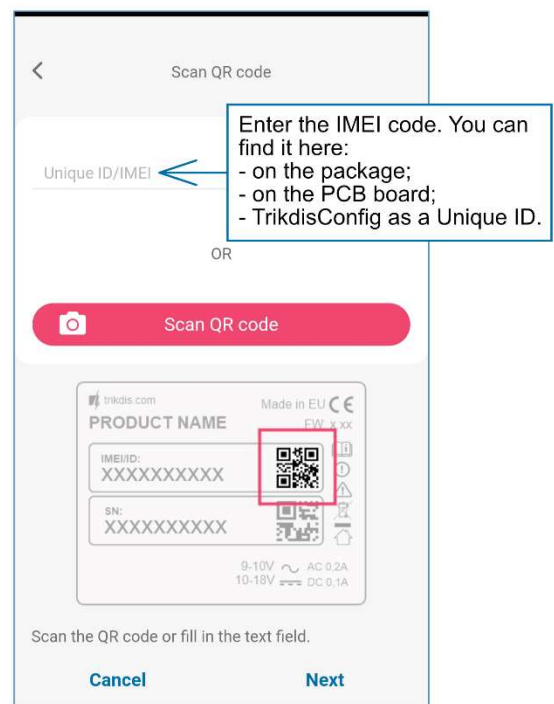 Scan QR code
Enter the IMEI code. You can
find it here:
- on the package;
- on the PCB board;
- TrikdisConfig as a Unique ID.
Unique ID/IMEI
OR
Scan QR code
trikdis.com
Made in EU CE
PRODUCT NAME
FW: x.xx
IMEI/ID:
XXXXXXXXXX
SN:
XXXXXXXXXX
9-10V AC 0,2A
10-18V DC 0,1A
Scan the QR code or fill in the text field.
Cancel
Next